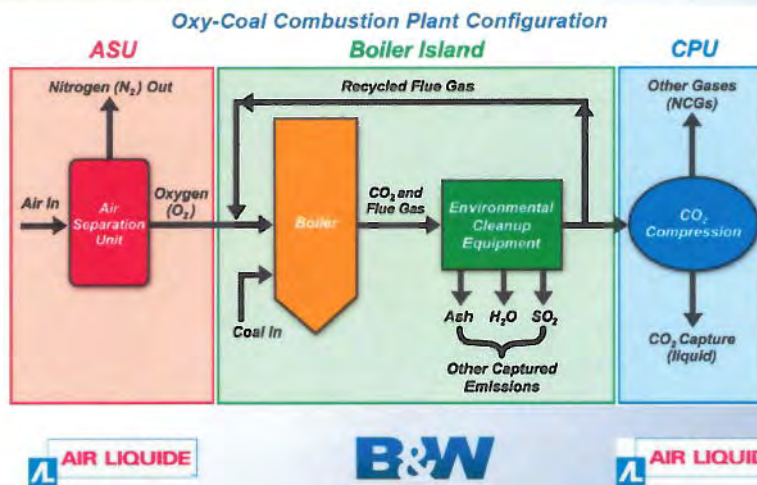 Oxy-Coal Combustion Plant Configuration
ASU
Boiler Island
CPU
Nitrogen (N₂) Out
Recycled Flue Gas
Other Gases
(NCGs)
Air In
Air
Separation
Unit
Oxygen
(O₂)
Boiler
CO₂ and
Flue Gas
Environmental
Cleanup
Equipment
CO₂
Compression
Coal In
Ash
H₂O
SO₂
Other Captured
Emissions
CO₂ Capture
(liquid)
AL AIR LIQUIDE
B&W
AL AIR LIQUID